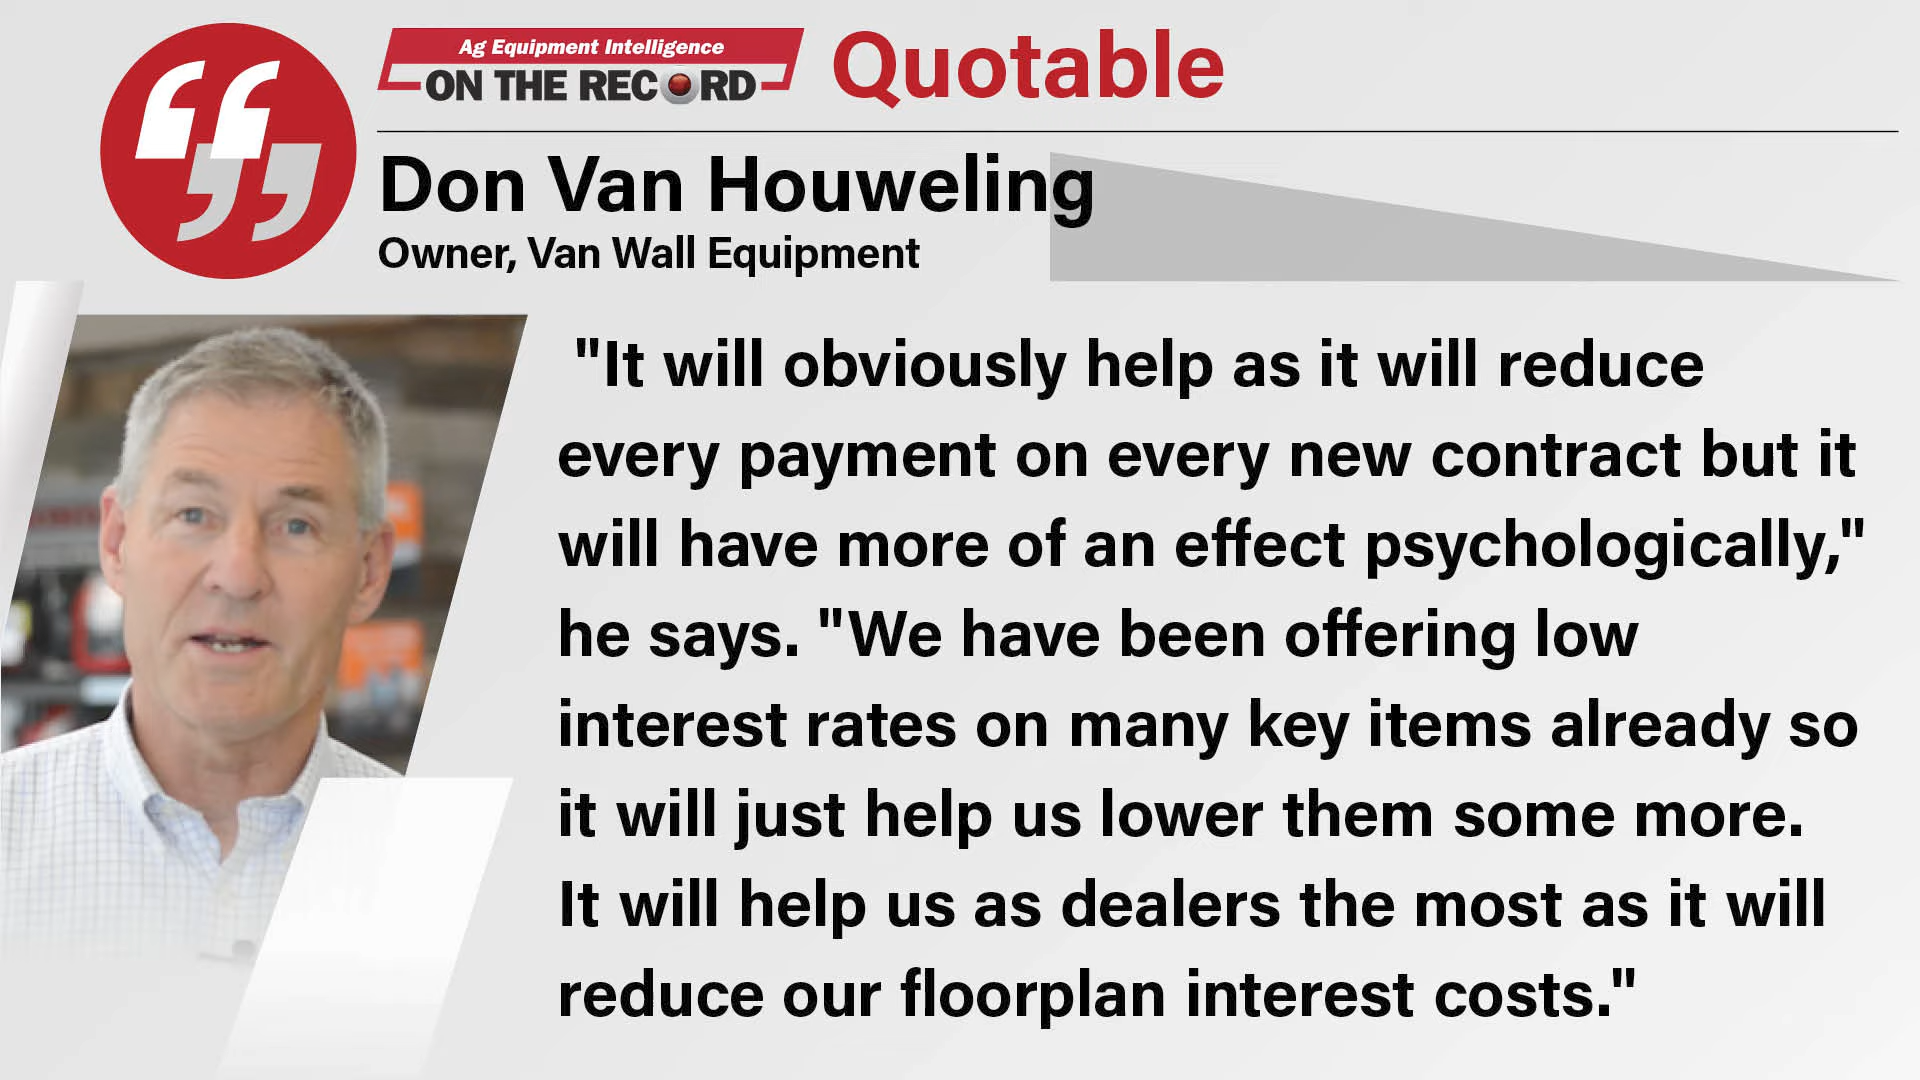 Ag Equipment Intelligence
ON THE RECORD
Quotable
Don Van Houweling
Owner, Van Wall Equipment
"It will obviously help as it will reduce
every payment on every new contract but it
will have more of an effect psychologically,"
he says. "We have been offering low
interest rates on many key items already so
it will just help us lower them some more.
It will help us as dealers the most as it will
reduce our floorplan interest costs."